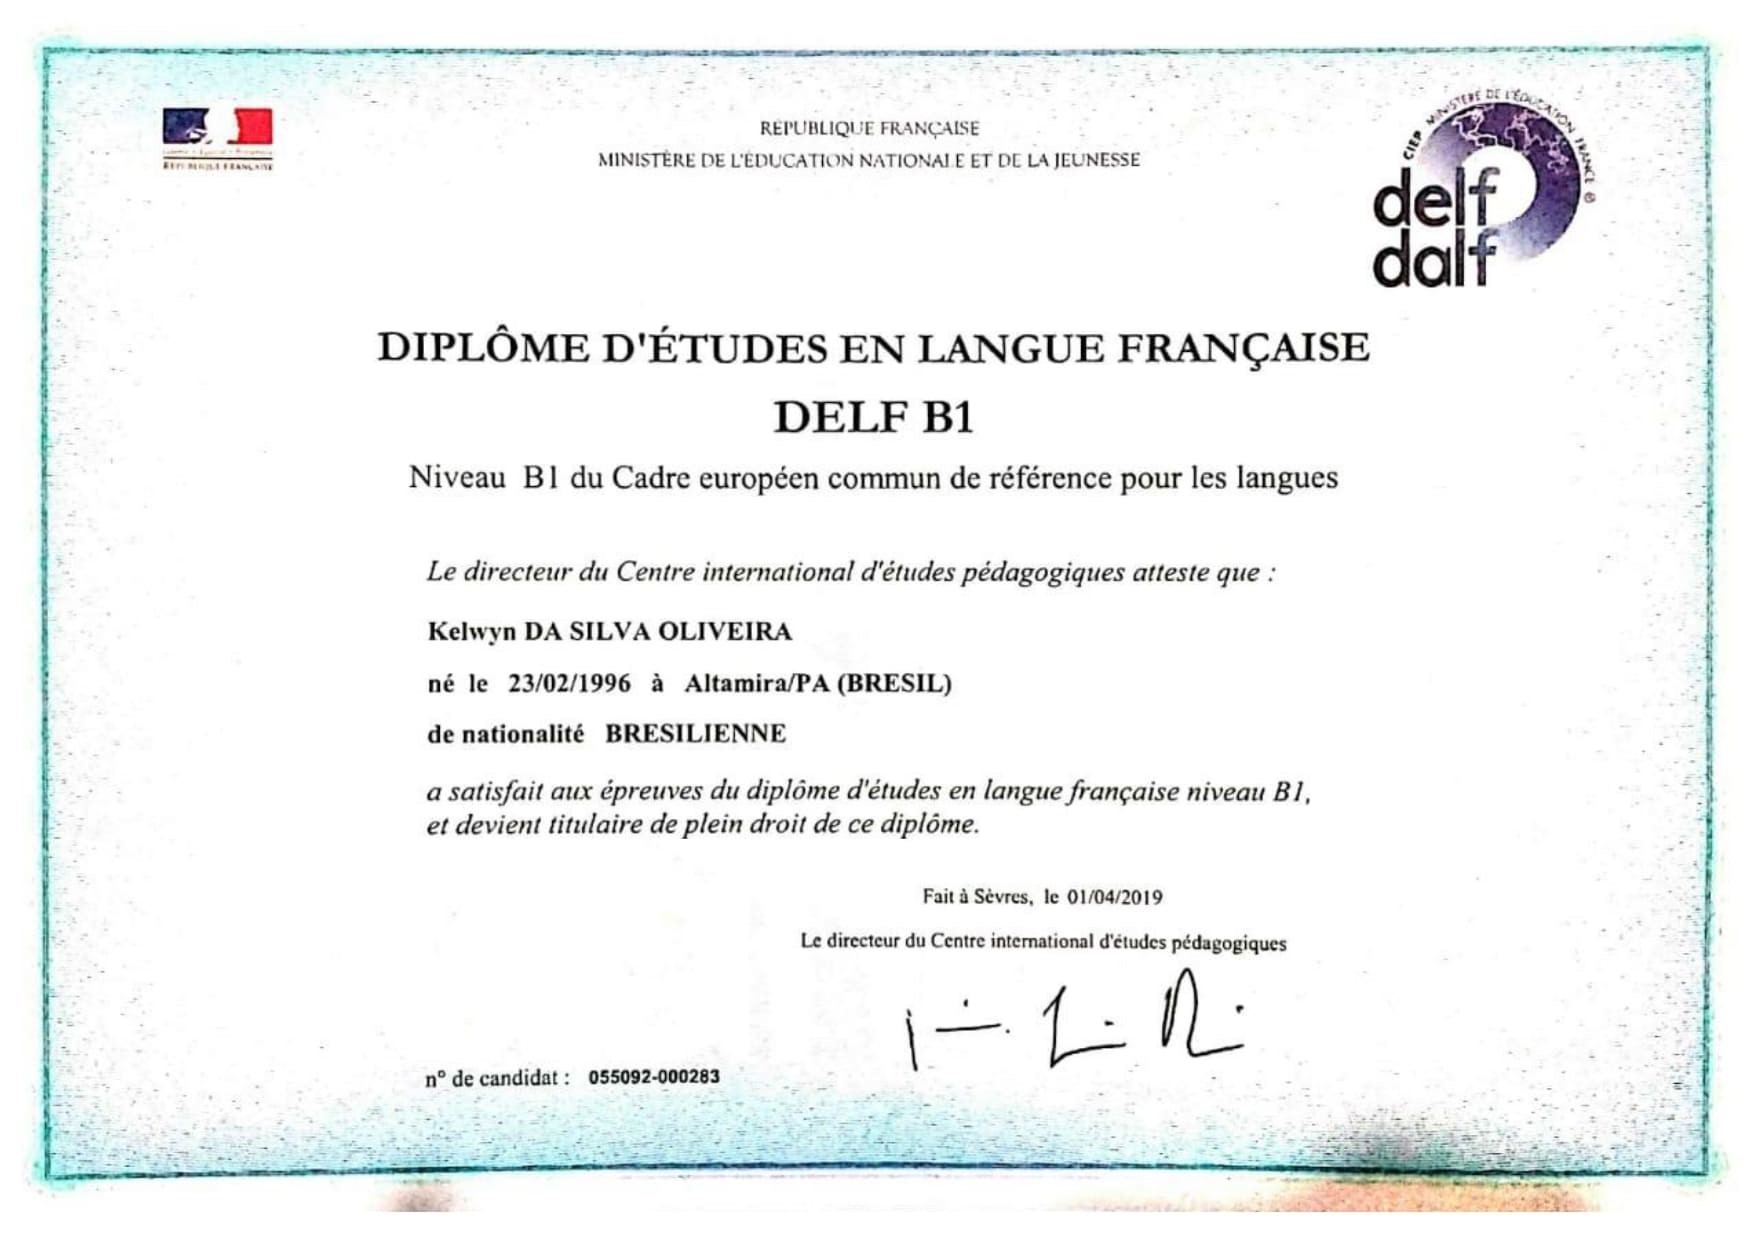 RÉPUBLIQUE FRANÇAISE
RÉPUBLIQUE FRANÇAISE
MINISTÈRE DE L'ÉDUCATION NATIONALE ET DE LA JEUNESSE
CIEP MINISTÈRE DE L'ÉDUCATION FRANCE ®
delf
dalf
DIPLÔME D'ÉTUDES EN LANGUE FRANÇAISE
DELF B1
Niveau B1 du Cadre européen commun de référence pour les langues
Le directeur du Centre international d'études pédagogiques atteste que :
Kelwyn DA SILVA OLIVEIRA
né le 23/02/1996 à Altamira/PA (BRESIL)
de nationalité BRESILIENNE
a satisfait aux épreuves du diplôme d'études en langue française niveau B1,
et devient titulaire de plein droit de ce diplôme.
Fait à Sèvres, le 01/04/2019
Le directeur du Centre international d'études pédagogiques
n° de candidat : 055092-000283